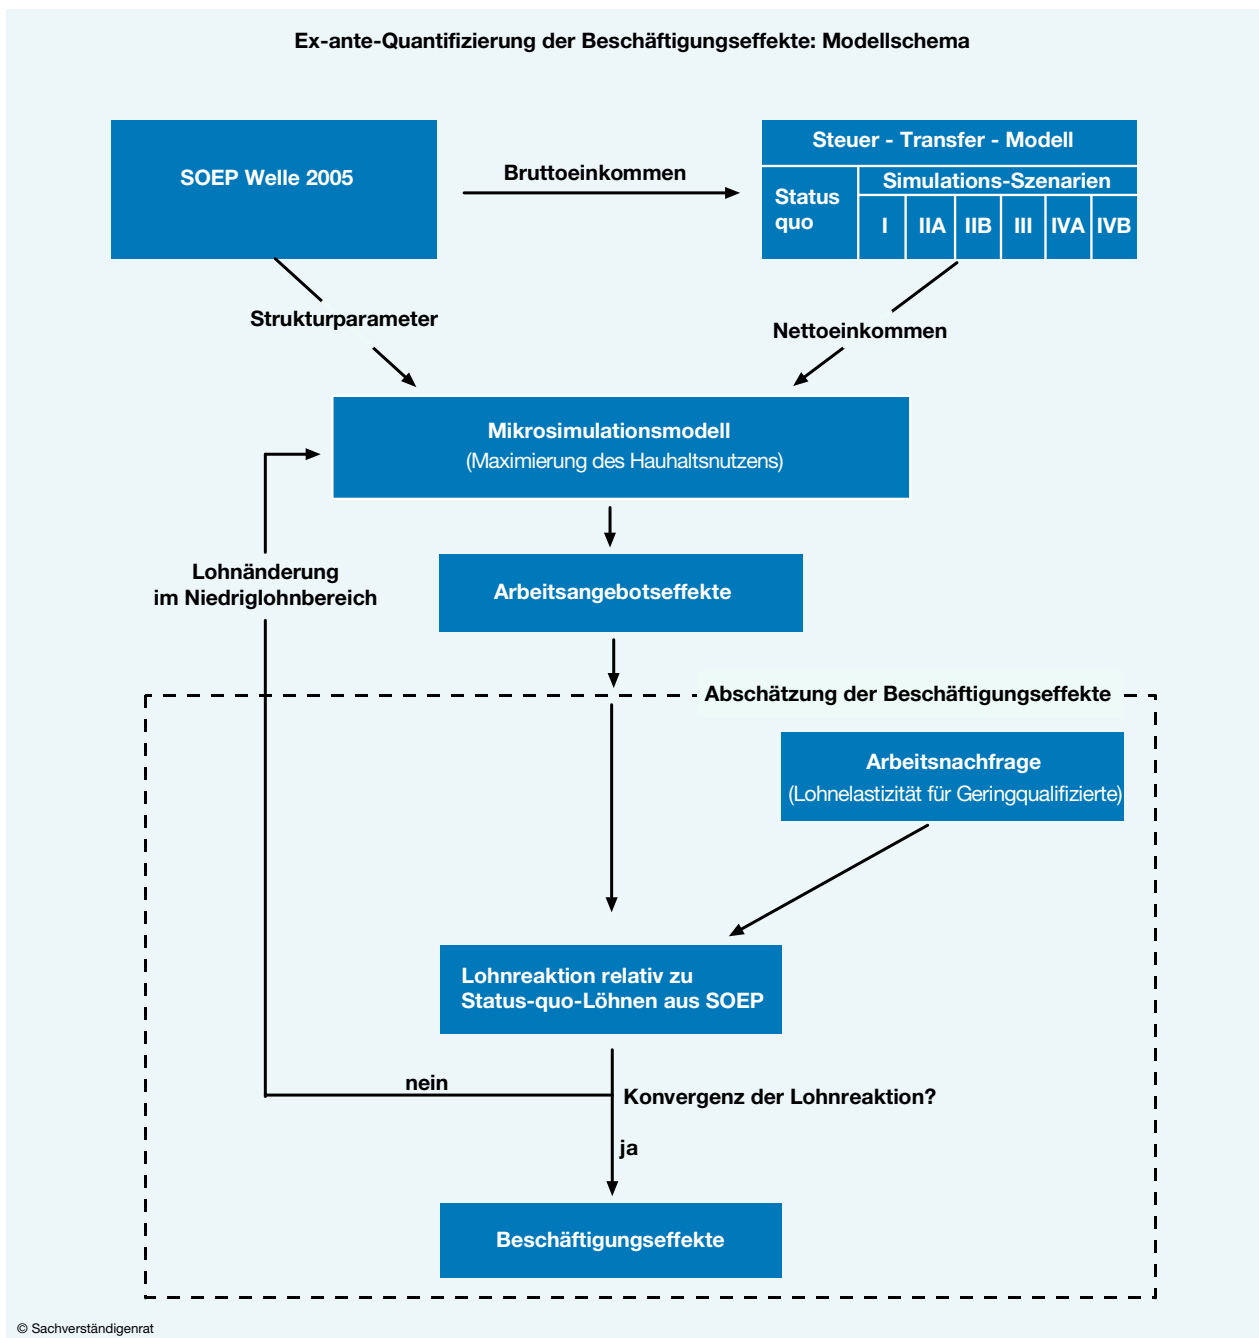 Ex-ante-Quantifizierung der Beschäftigungseffekte: Modellschema
SOEP Welle 2005
Bruttoeinkommen
Steuer - Transfer - Modell
Status
quo
Simulations-Szenarien
I IIA IIB III IVA IVB
Strukturparameter
Nettoeinkommen
Mikrosimulationsmodell
(Maximierung des Hauhaltsnutzens)
Lohnänderung
im Niedriglohnbereich
Arbeitsangebotseffekte
Abschätzung der Beschäftigungseffekte
Arbeitsnachfrage
(Lohnelastizität für Geringqualifizierte)
Lohnreaktion relativ zu
Status-quo-Löhnen aus SOEP
nein
Konvergenz der Lohnreaktion?
ja
Beschäftigungseffekte
© Sachverständigenrat